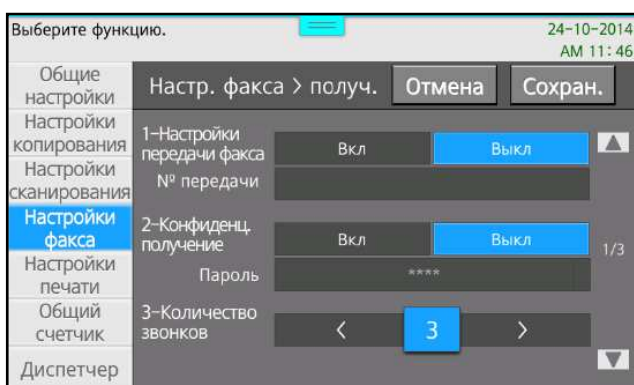 Выберите функцию.
24-10-2014
AM 11:46
Общие
настройки
Настройки
копирования
Настройки
сканирования
Настройки
факса
Настройки
печати
Общий
счетчик
Диспетчер
Настр. факса > получ.
Отмена
Сохран.
1-Настройки
передачи факса
Вкл
Выкл
№ передачи
2-Конфиденц.
получение
Вкл
Выкл
Пароль
****
3-Количество
звонков
<
3
>
1/3